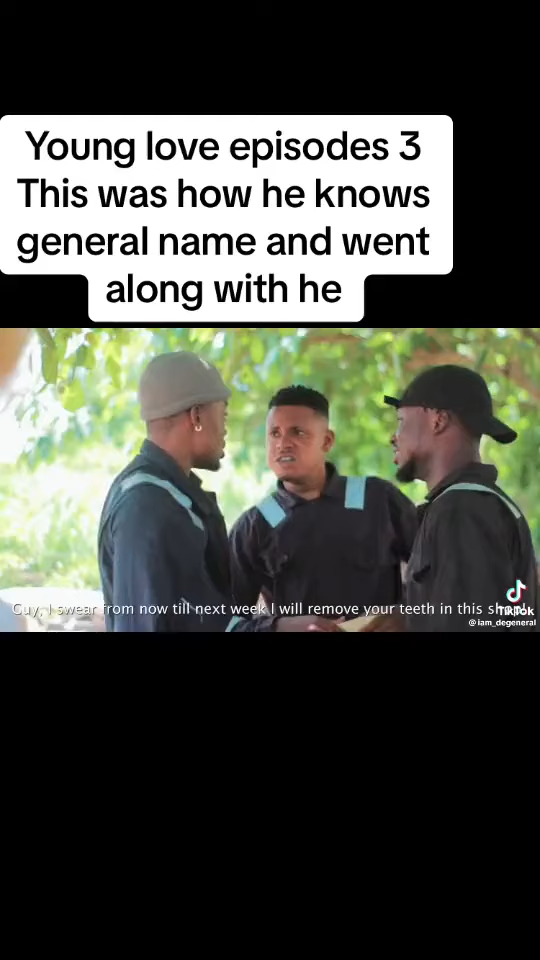 Young love episodes 3
This was how he knows
general name and went
along with he
Guy, I swear from now till next week I will remove your teeth in this shop!
TikTok
@iam_degeneral